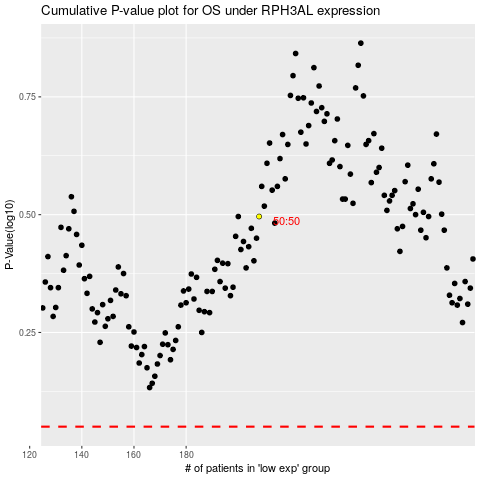 Cumulative P-value plot for OS under RPH3AL expression
P-Value(log10)
0.75
0.50
0.25
50:50
120 140 160 180
# of patients in 'low exp' group